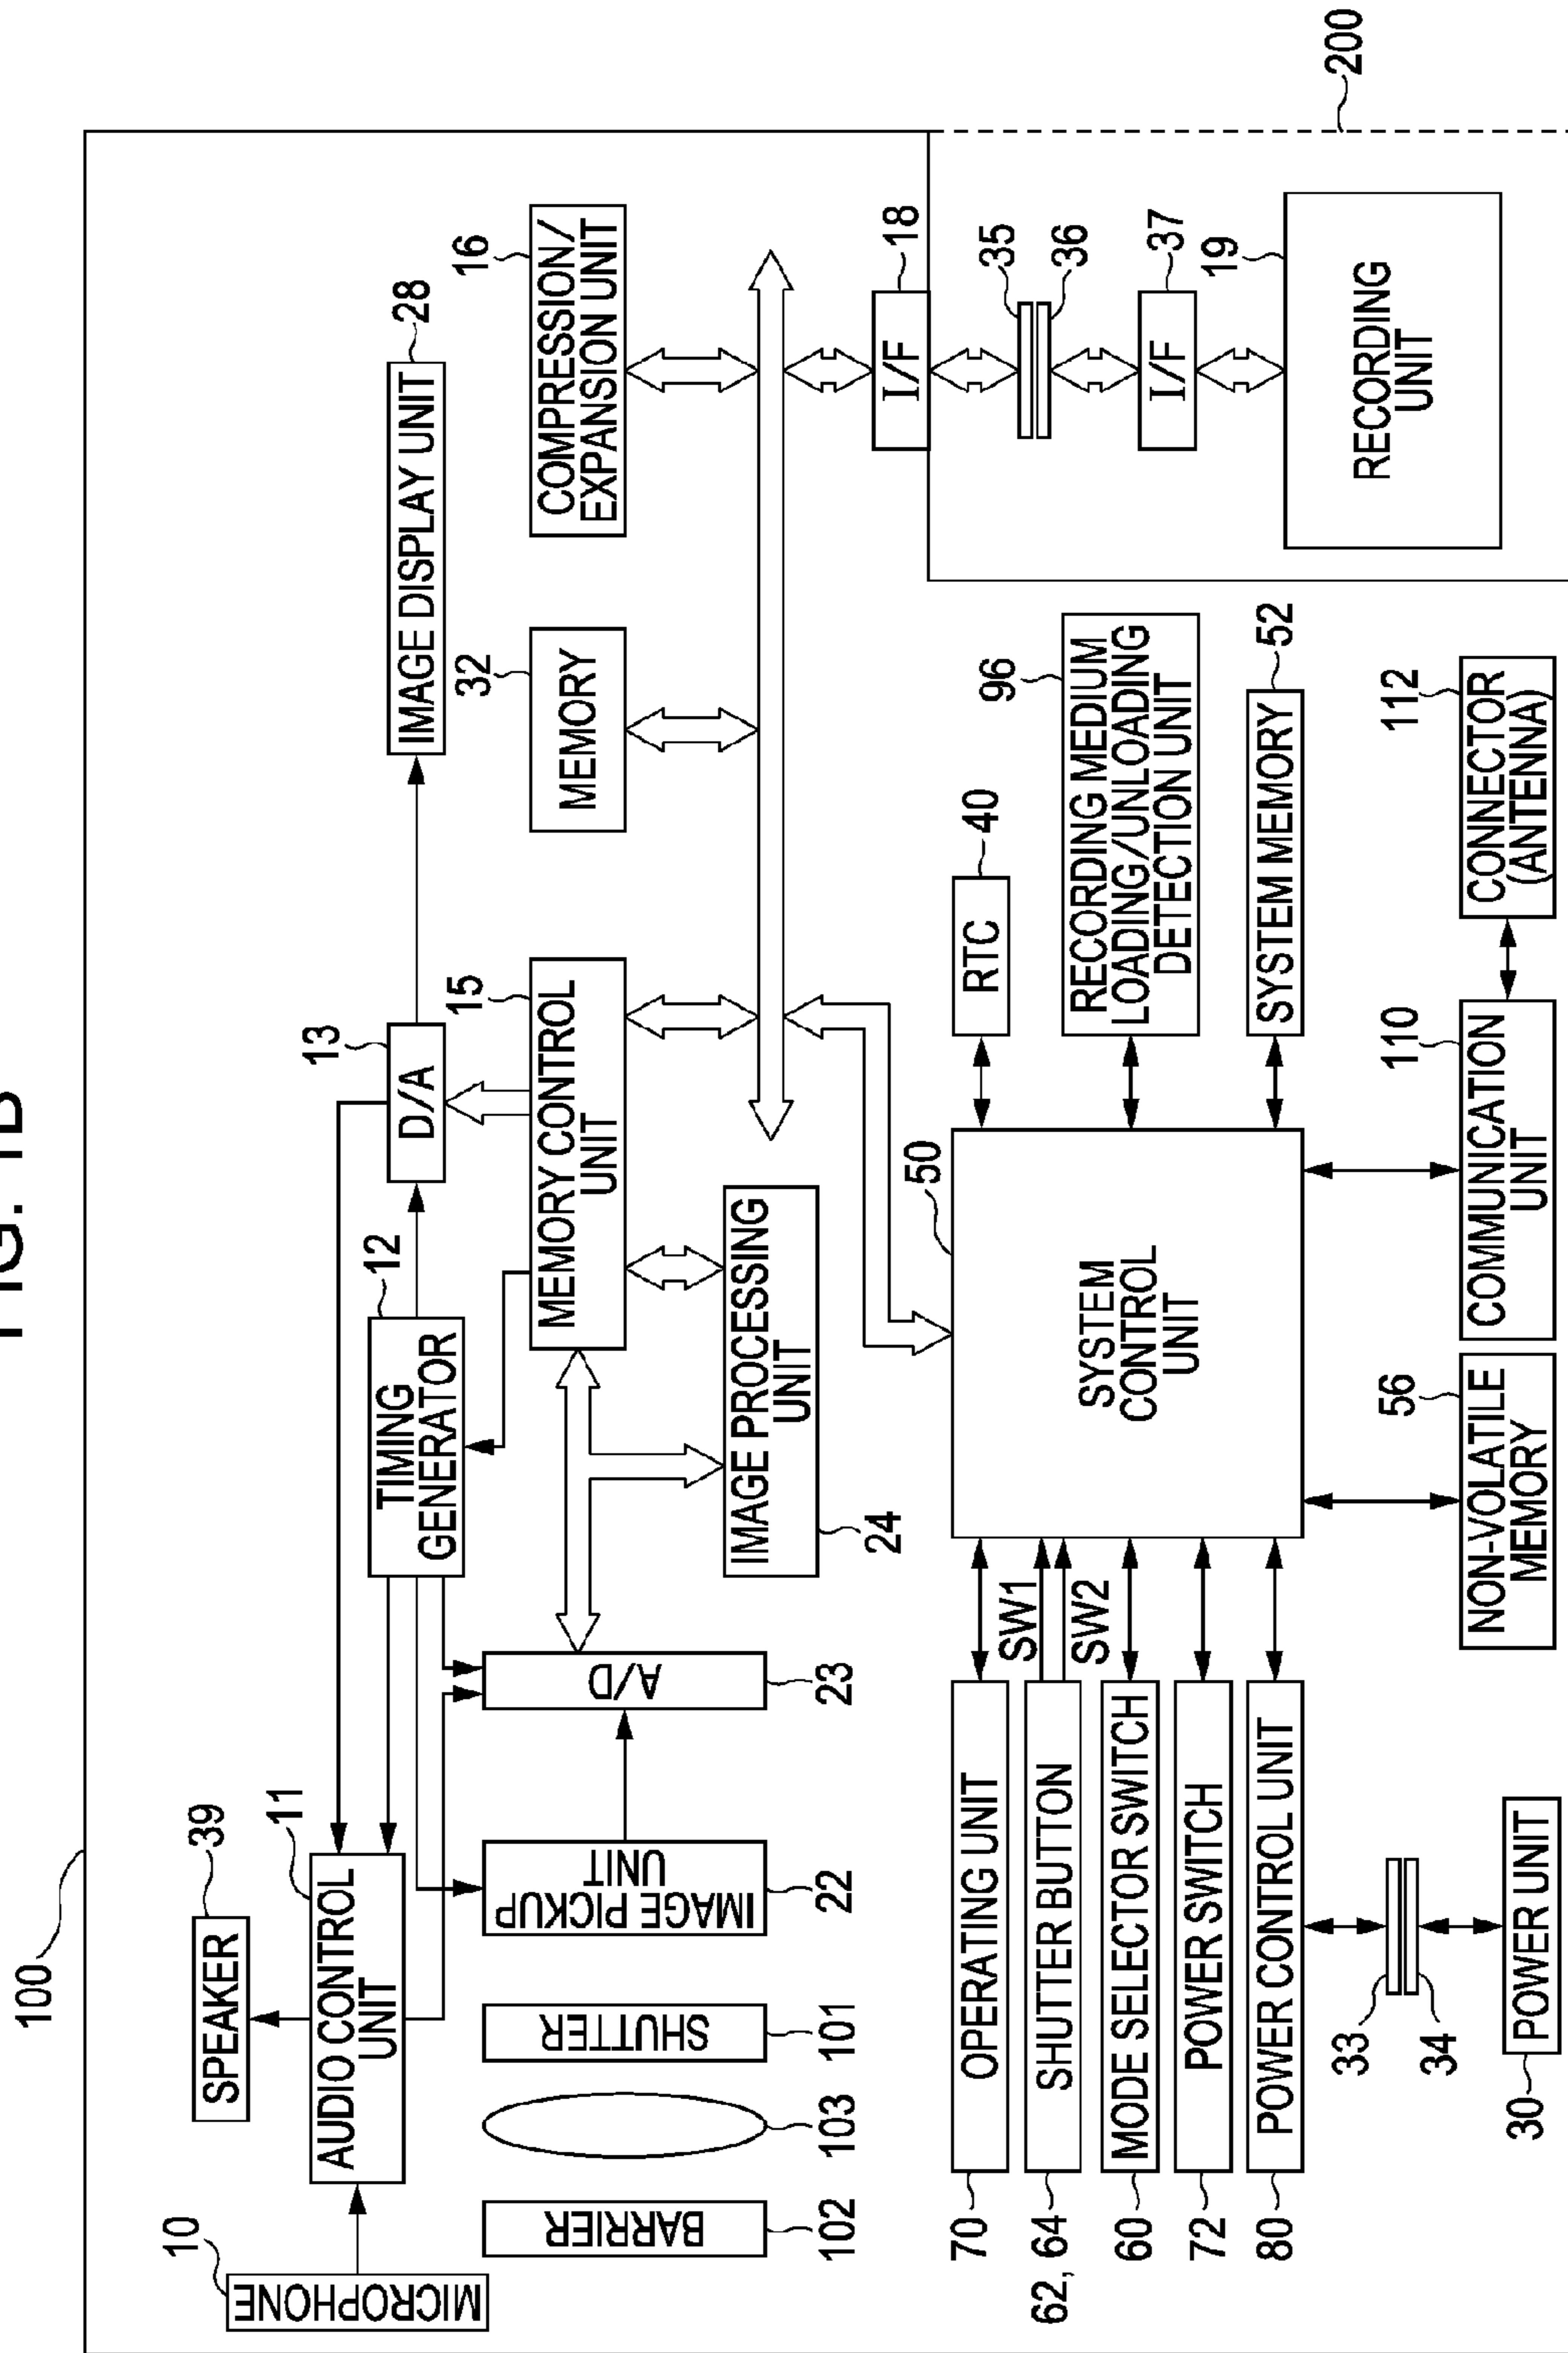 FIG. 1B
100
200
10
MICROPHONE
SPEAKER
39
AUDIO CONTROL
UNIT
11
TIMING
GENERATOR
12
D/A
13
IMAGE DISPLAY UNIT
28
BARRIER
102
103
SHUTTER
101
IMAGE PICKUP
UNIT
22
A/D
23
MEMORY CONTROL
UNIT
15
MEMORY
32
COMPRESSION/
EXPANSION UNIT
16
IMAGE PROCESSING
UNIT
24
I/F
18
35
36
I/F
37
RECORDING
UNIT
19
70
OPERATING UNIT
62, 64
SHUTTER BUTTON
SW1
SW2
60
MODE SELECTOR SWITCH
72
POWER SWITCH
80
POWER CONTROL UNIT
SYSTEM
CONTROL
UNIT
50
RTC
40
RECORDING MEDIUM
LOADING/UNLOADING
DETECTION UNIT
96
SYSTEM MEMORY
52
33
34
30
POWER UNIT
NON-VOLATILE
MEMORY
56
COMMUNICATION
UNIT
110
CONNECTOR
(ANTENNA)
112